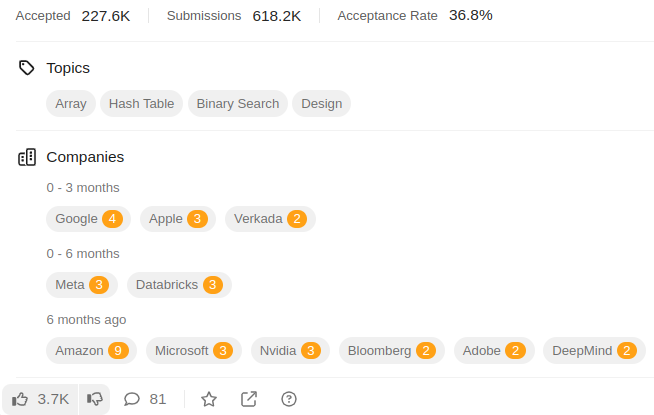 Accepted 227.6K Submissions 618.2K Acceptance Rate 36.8%
Topics
Array Hash Table Binary Search Design
Companies
0 - 3 months
Google 4 Apple 3 Verkada 2
0 - 6 months
Meta 3 Databricks 3
6 months ago
Amazon 9 Microsoft 3 Nvidia 3 Bloomberg 2 Adobe 2 DeepMind 2
3.7K 81